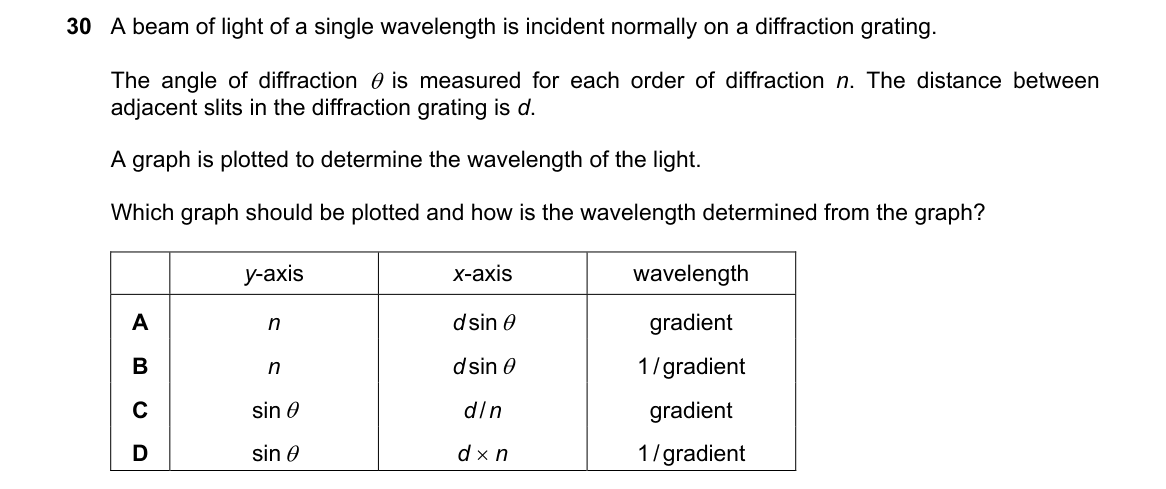 30 A beam of light of a single wavelength is incident normally on a diffraction grating.
The angle of diffraction θ is measured for each order of diffraction n. The distance between
adjacent slits in the diffraction grating is d.
A graph is plotted to determine the wavelength of the light.
Which graph should be plotted and how is the wavelength determined from the graph?
y-axis x-axis wavelength
A n d sin θ gradient
B n d sin θ 1 / gradient
C sin θ d / n gradient
D sin θ d × n 1 / gradient